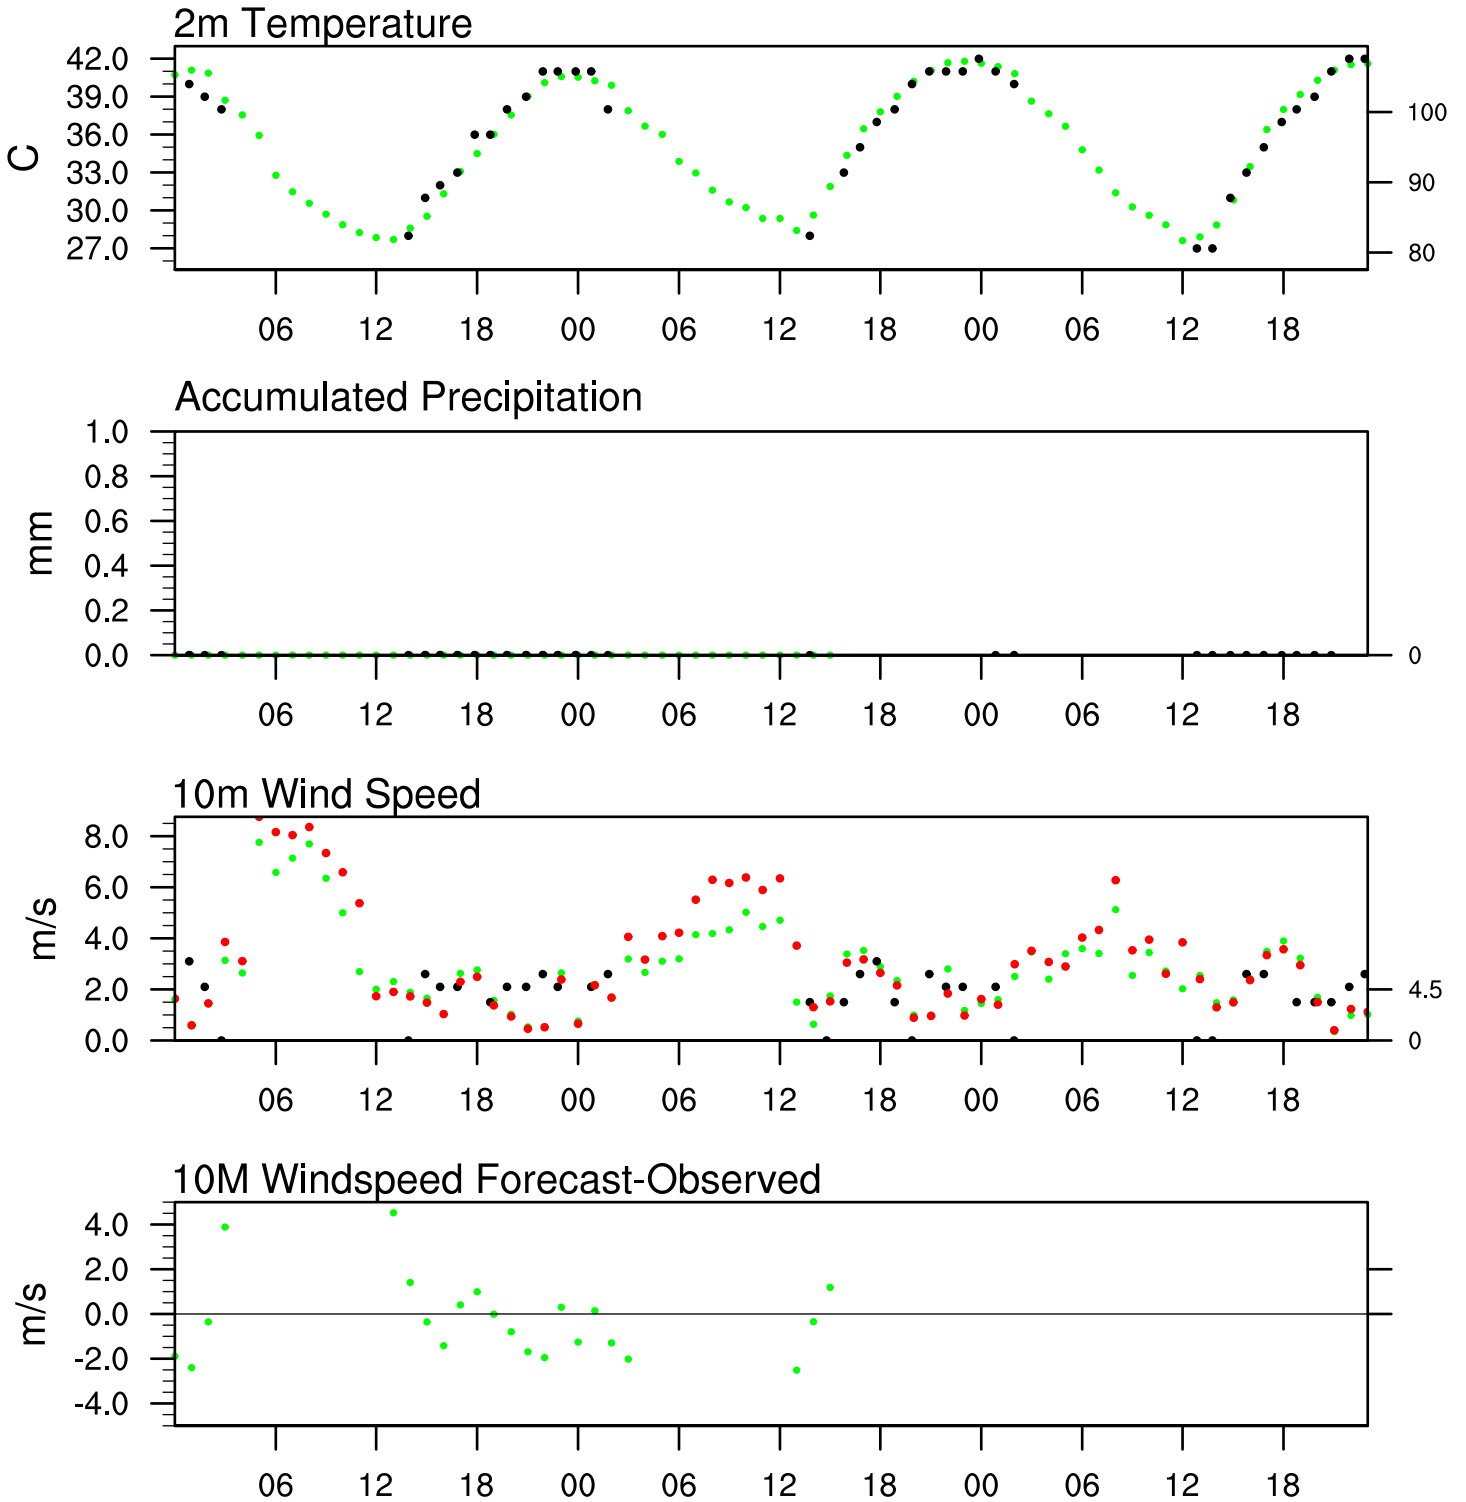 2m Temperature
42.0
39.0
36.0
33.0
30.0
27.0
C
100
90
80
06 12 18 00 06 12 18 00 06 12 18
Accumulated Precipitation
1.0
0.8
0.6
0.4
0.2
0.0
mm
0
06 12 18 00 06 12 18 00 06 12 18
10m Wind Speed
8.0
6.0
4.0
2.0
0.0
m/s
4.5
0
06 12 18 00 06 12 18 00 06 12 18
10M Windspeed Forecast-Observed
4.0
2.0
0.0
-2.0
-4.0
m/s
06 12 18 00 06 12 18 00 06 12 18